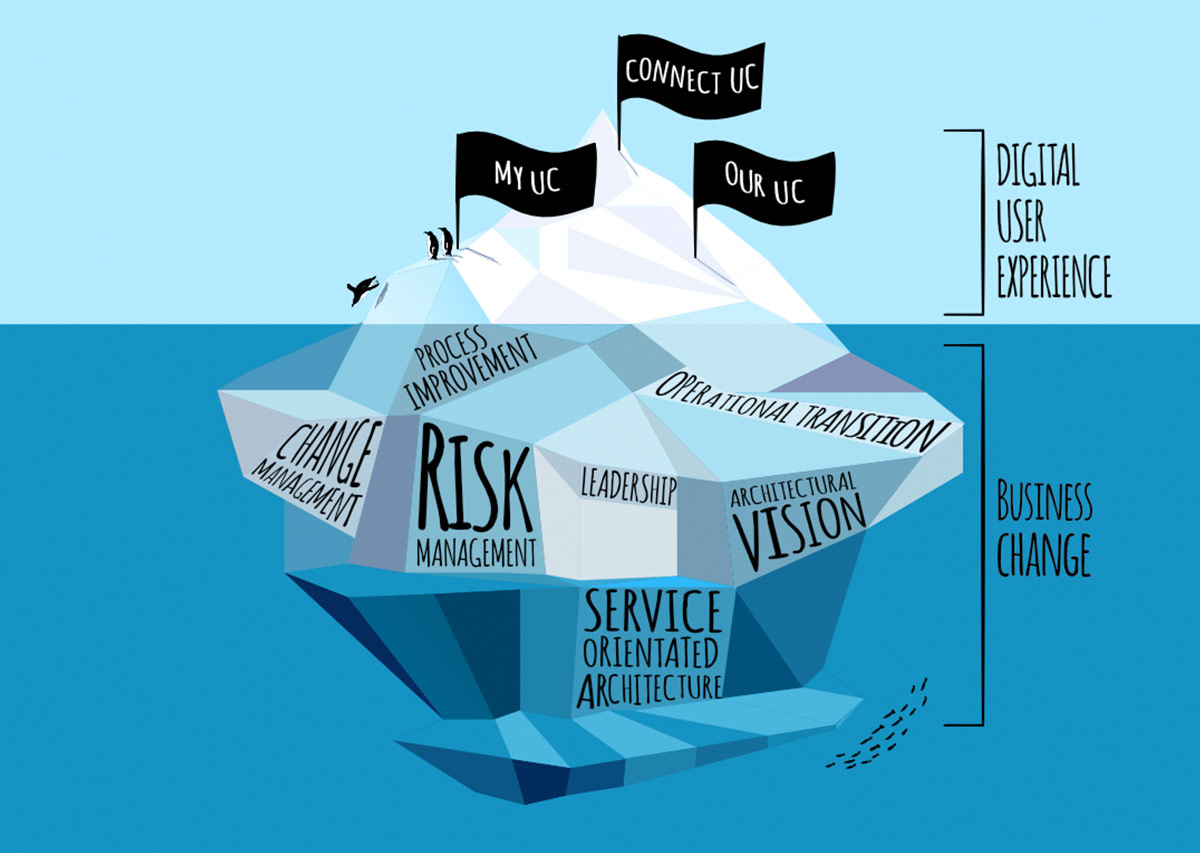 CONNECT UC
MY UC
OUR UC
DIGITAL
USER
EXPERIENCE
PROCESS
IMPROVEMENT
OPERATIONAL TRANSITION
CHANGE
MANAGEMENT
RISK
MANAGEMENT
LEADERSHIP
ARCHITECTURAL
VISION
BUSINESS
CHANGE
SERVICE
ORIENTATED
ARCHITECTURE